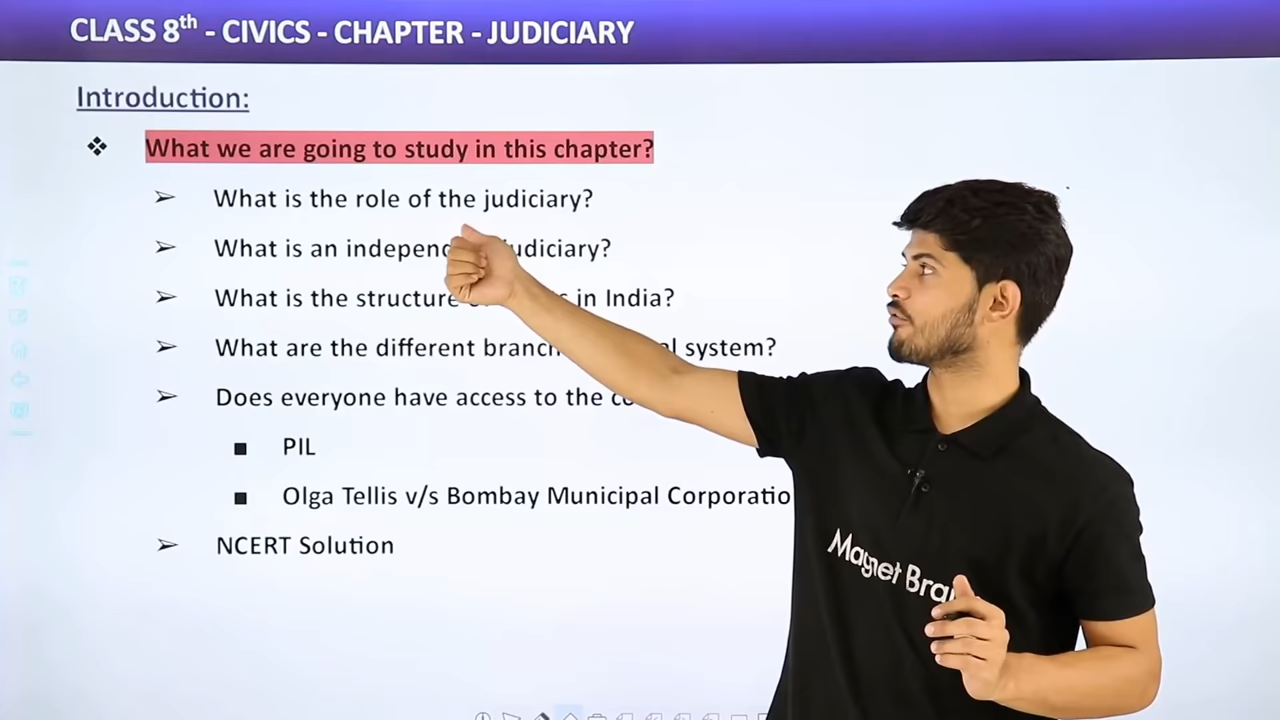 CLASS 8th - CIVICS - CHAPTER - JUDICIARY
Introduction:
What we are going to study in this chapter?
What is the role of the judiciary?
What is an judiciary?
What is the structure in India?
What are the different system?
Does everyone have access to the
PIL
Olga Tellis v/s Bombay Municipal
NCERT Solution
Magnet